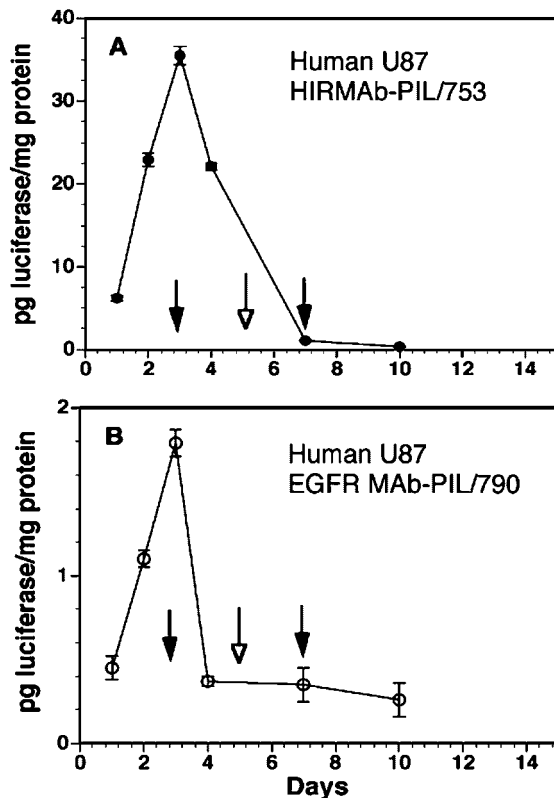 A
Human U87
HIRMAb-PIL/753
pg luciferase/mg protein
40
30
20
10
0
0 2 4 6 8 10 12 14
B
Human U87
EGFR MAb-PIL/790
pg luciferase/mg protein
2
1
0
0 2 4 6 8 10 12 14
Days